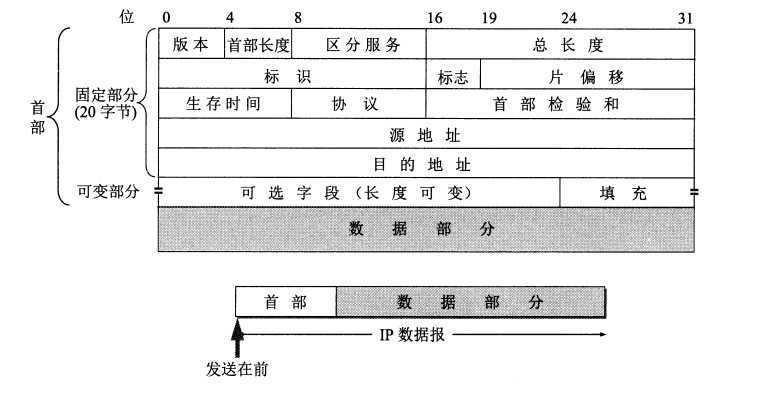 位 0 4 8 16 19 24 31
版本 首部长度 区分服务 总长度
标识 标志 片偏移
固定部分
(20 字节)
首部
生存时间 协议 首部检验和
源地址
目的地址
可变部分 可选字段（长度可变） 填充
数据部分
首部 数据部分
IP 数据报
发送在前